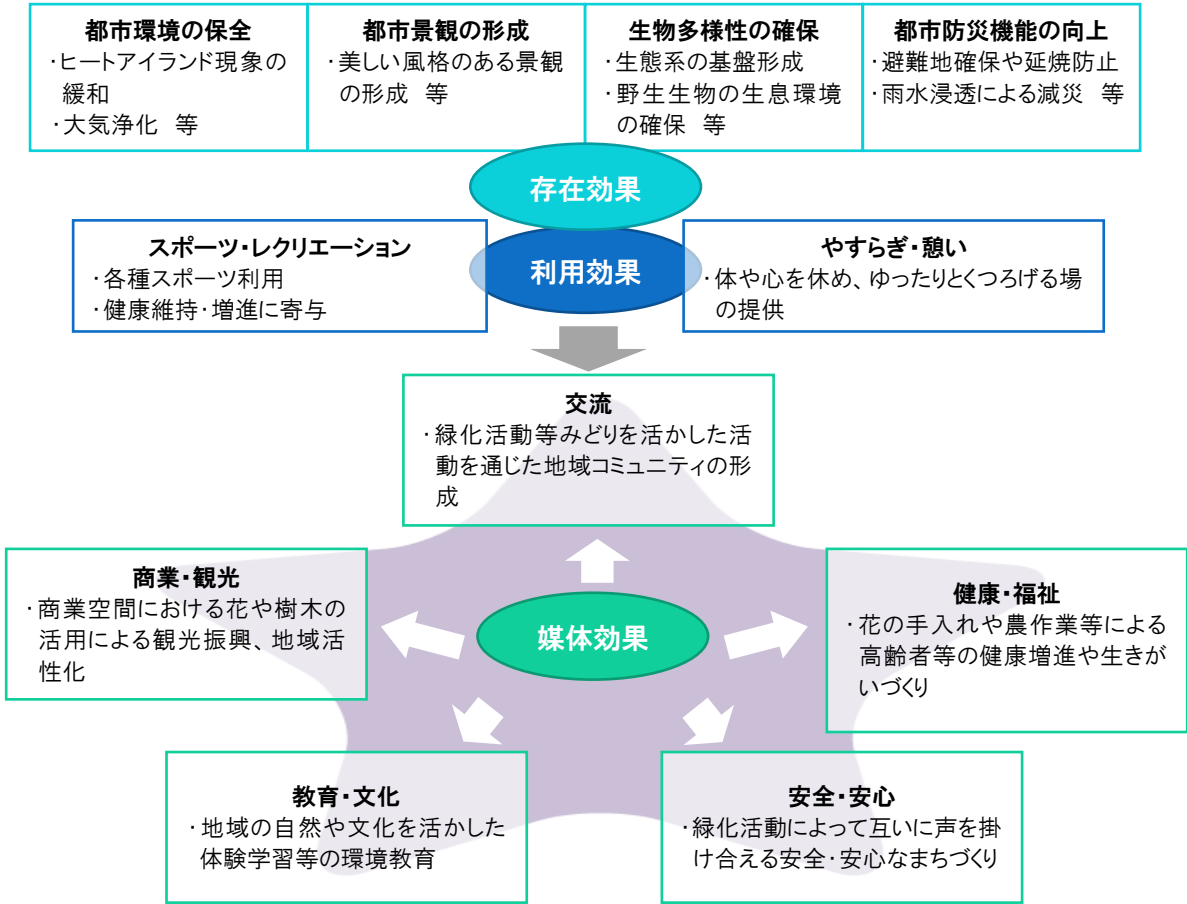 都市環境の保全
・ヒートアイランド現象の
緩和
・大気浄化 等
都市景観の形成
・美しい風格のある景観
の形成 等
生物多様性の確保
・生態系の基盤形成
・野生生物の生息環境
の確保 等
都市防災機能の向上
・避難地確保や延焼防止
・雨水浸透による減災 等
存在効果
スポーツ・レクリエーション
・各種スポーツ利用
・健康維持・増進に寄与
利用効果
やすらぎ・憩い
・体や心を休め、ゆったりとくつろげる場
の提供
交流
・緑化活動等みどりを活かした活
動を通じた地域コミュニティの形
成
商業・観光
・商業空間における花や樹木の
活用による観光振興、地域活
性化
媒体効果
健康・福祉
・花の手入れや農作業等による
高齢者等の健康増進や生きが
いづくり
教育・文化
・地域の自然や文化を活かした
体験学習等の環境教育
安全・安心
・緑化活動によって互いに声を掛
け合える安全・安心なまちづくり